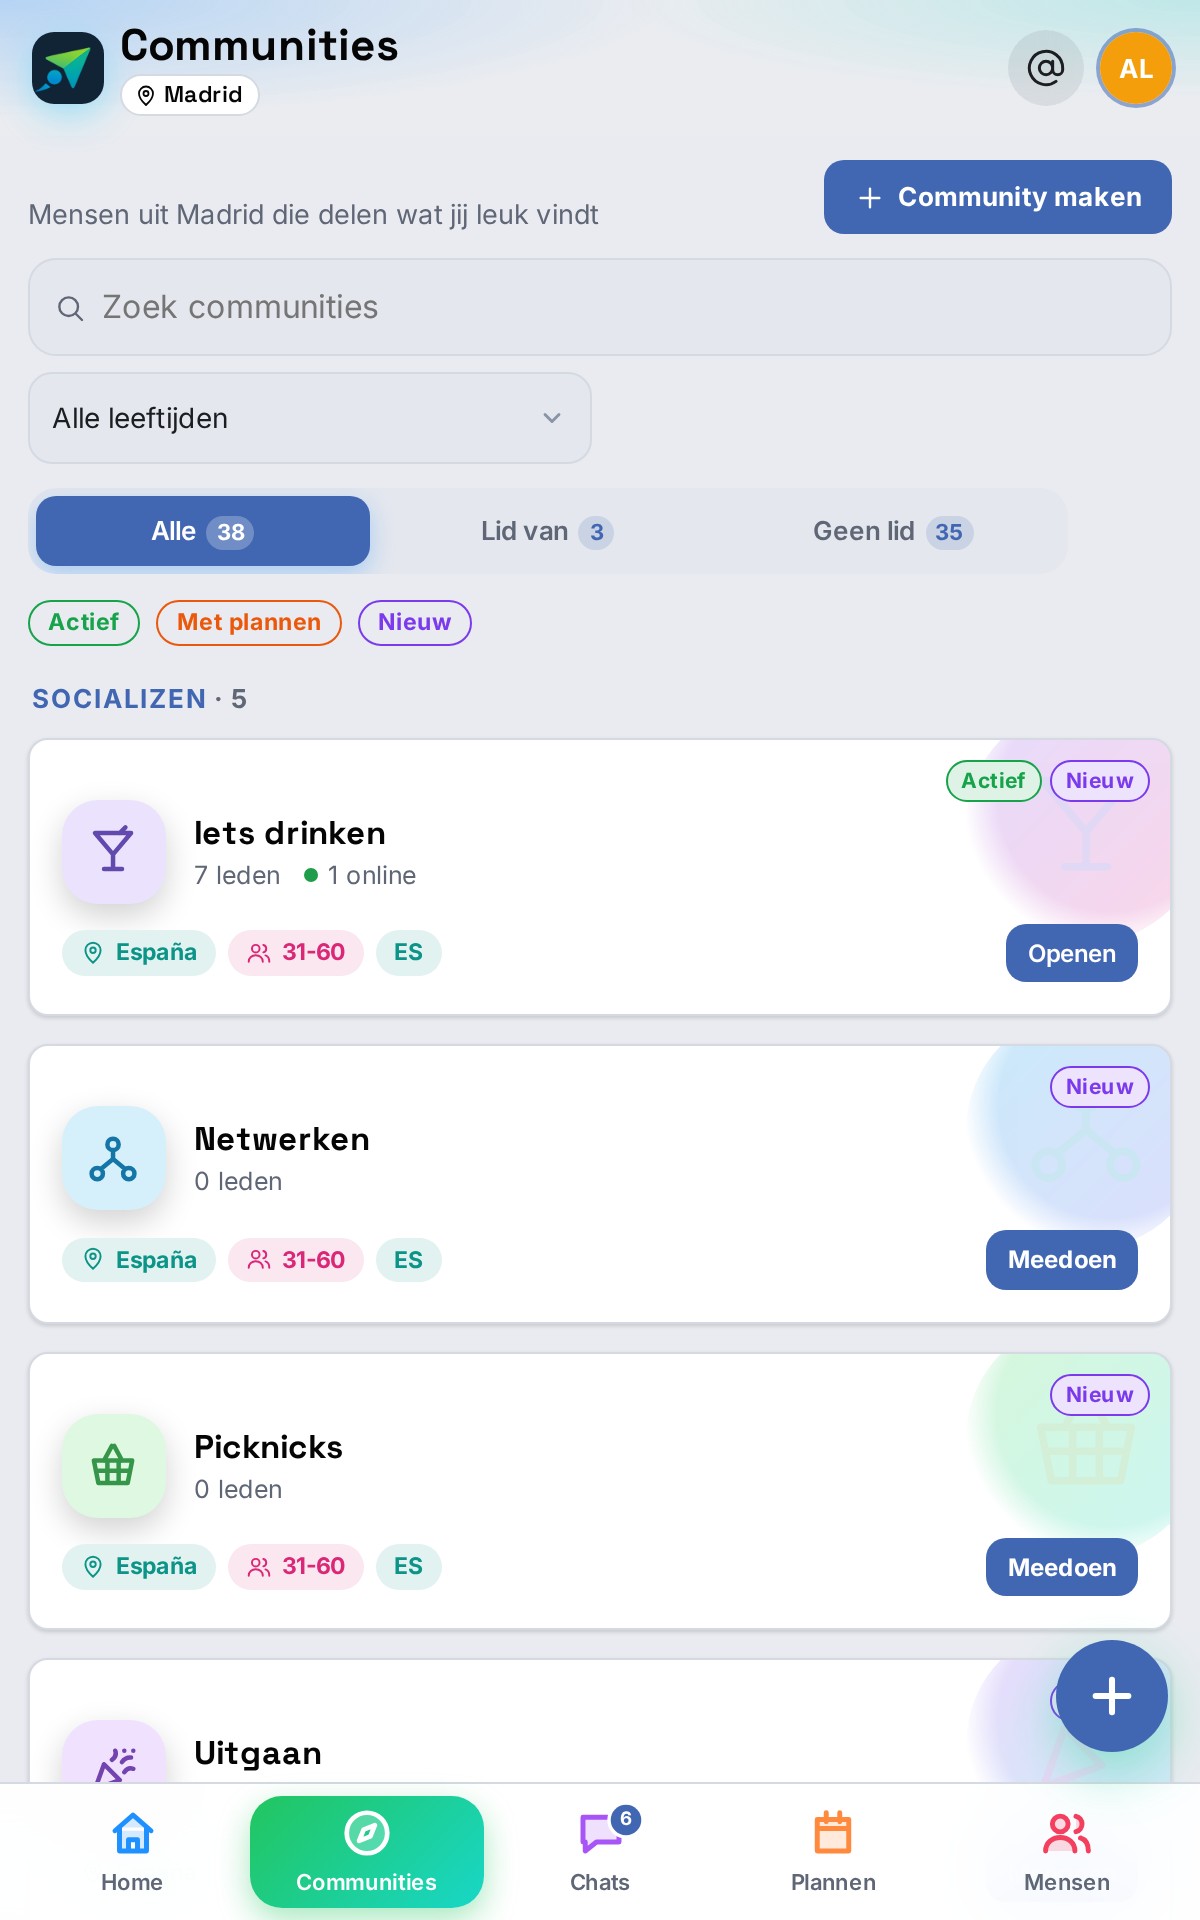 Communities
Madrid
@
AL
Mensen uit Madrid die delen wat jij leuk vindt
+ Community maken
Zoek communities
Alle leeftijden
Alle 38
Lid van 3
Geen lid 35
Actief
Met plannen
Nieuw
SOCIALIZEN · 5
Actief
Nieuw
Iets drinken
7 leden
1 online
España
31-60
ES
Openen
Nieuw
Netwerken
0 leden
España
31-60
ES
Meedoen
Nieuw
Picknicks
0 leden
España
31-60
ES
Meedoen
Uitgaan
Home
Communities
6
Chats
Plannen
Mensen